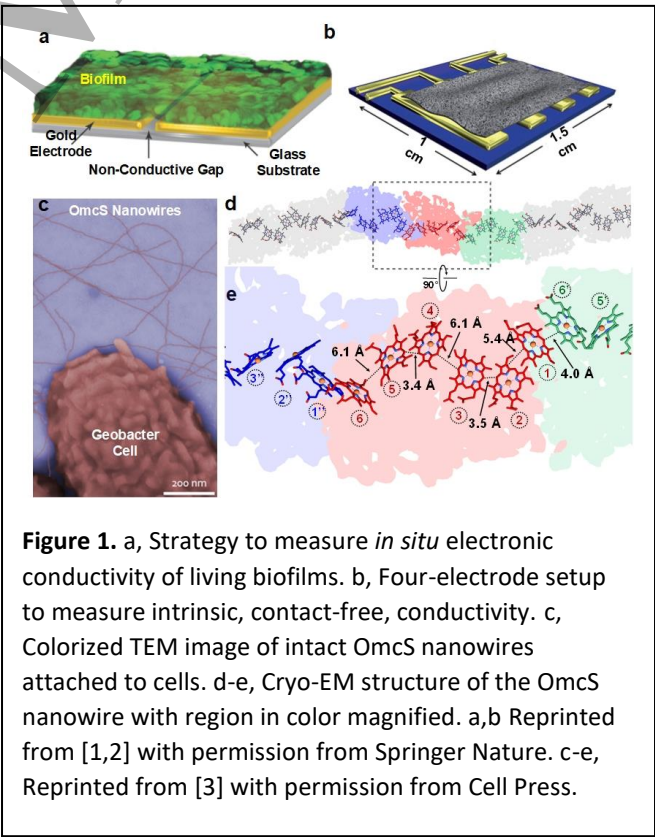 a
Biofilm
Gold
Electrode
Non-Conductive Gap
Glass
Substrate
b
1
cm
1.5
cm
c
OmcS Nanowires
Geobacter
Cell
200 nm
d
90°
e
3''
2''
1''
6
6.1 Å
5
3.4 Å
4
6.1 Å
3
3.5 Å
2
5.4 Å
1
4.0 Å
6'
5'
Figure 1. a, Strategy to measure in situ electronic
conductivity of living biofilms. b, Four-electrode setup
to measure intrinsic, contact-free, conductivity. c,
Colorized TEM image of intact OmcS nanowires
attached to cells. d-e, Cryo-EM structure of the OmcS
nanowire with region in color magnified. a,b Reprinted
from [1,2] with permission from Springer Nature. c-e,
Reprinted from [3] with permission from Cell Press.